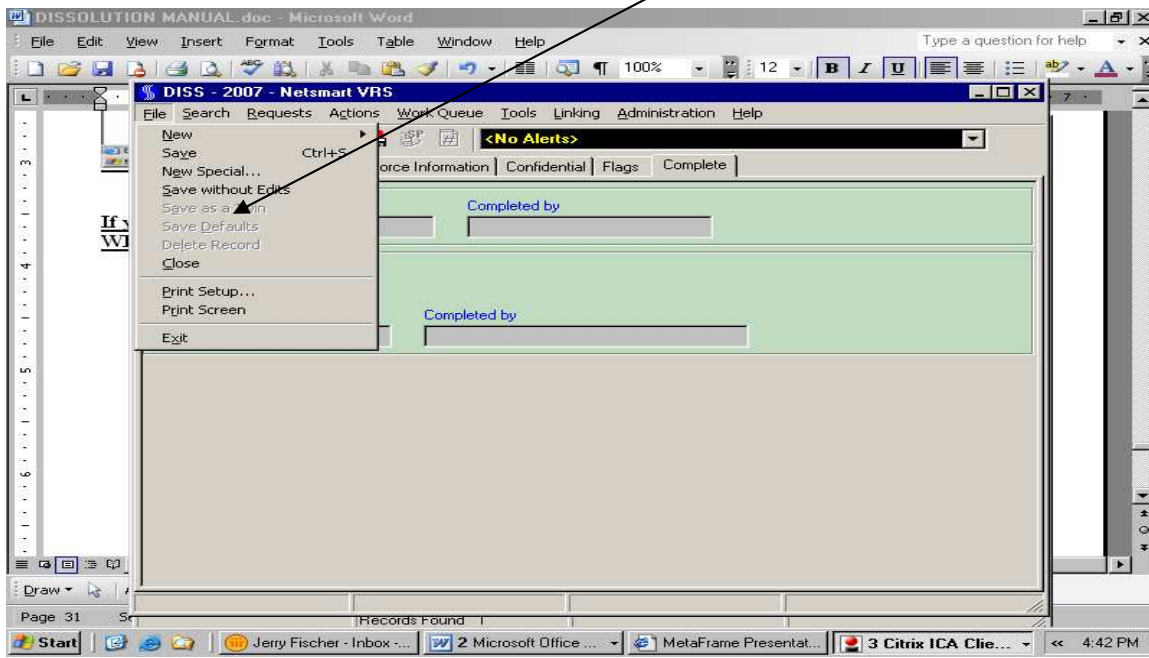 DISSOLUTION MANUAL.doc - Microsoft Word
File Edit View Insert Format Tools Table Window Help Type a question for help
100% 12 B I U
DISS - 2007 - Netsmart VRS
File Search Requests Actions Work Queue Tools Linking Administration Help
<No Alerts>
New
Save Ctrl+S
New Special...
Save without Edits
Save as a Twin
Save Defaults
Delete Record
Close
Print Setup...
Print Screen
Exit
orce Information Confidential Flags Complete
Completed by
Completed by
If y
WI
Draw
Page 31
Records Found 1
Start Jerry Fischer - Inbox -... 2 Microsoft Office ... MetaFrame Presentat... 3 Citrix ICA Clie... 4:42 PM